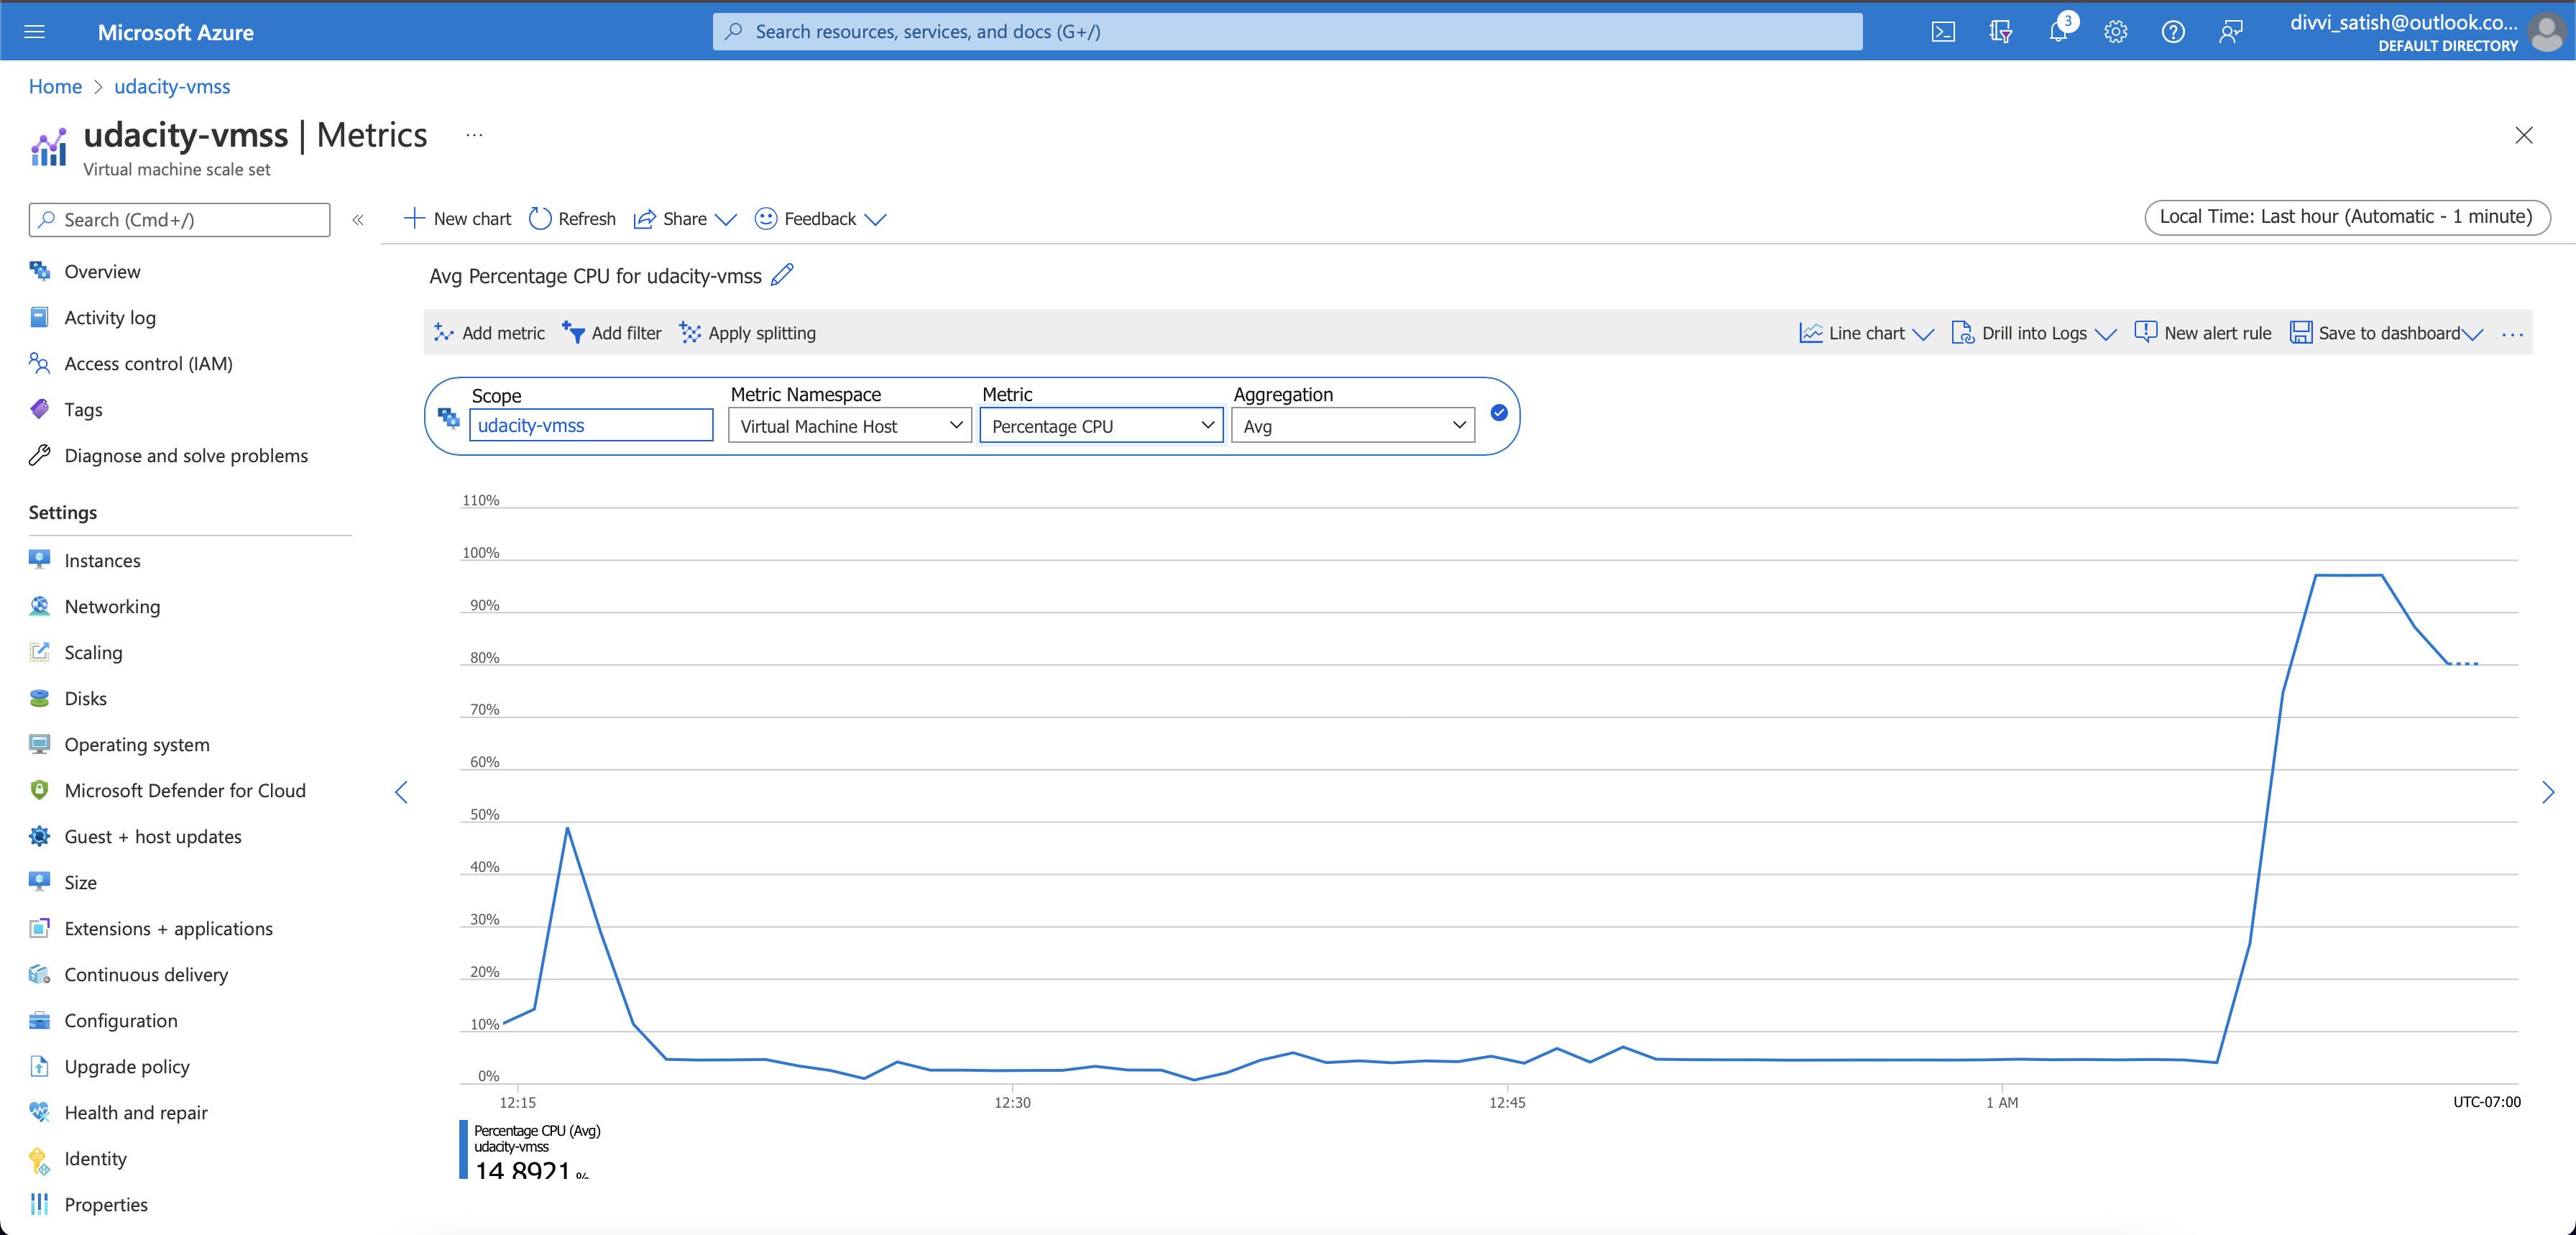 Microsoft Azure
Search resources, services, and docs (G+/)
3
divvi_satish@outlook.co...
DEFAULT DIRECTORY
Home > udacity-vmss
udacity-vmss | Metrics ...
Virtual machine scale set
Search (Cmd+/)
«
New chart
Refresh
Share
Feedback
Local Time: Last hour (Automatic - 1 minute)
Overview
Activity log
Access control (IAM)
Tags
Diagnose and solve problems
Settings
Instances
Networking
Scaling
Disks
Operating system
Microsoft Defender for Cloud
Guest + host updates
Size
Extensions + applications
Continuous delivery
Configuration
Upgrade policy
Health and repair
Identity
Properties
Avg Percentage CPU for udacity-vmss
Add metric
Add filter
Apply splitting
Line chart
Drill into Logs
New alert rule
Save to dashboard
...
Scope
udacity-vmss
Metric Namespace
Virtual Machine Host
Metric
Percentage CPU
Aggregation
Avg
110%
100%
90%
80%
70%
60%
50%
40%
30%
20%
10%
0%
12:15
12:30
12:45
1 AM
UTC-07:00
Percentage CPU (Avg)
udacity-vmss
14.8921 %